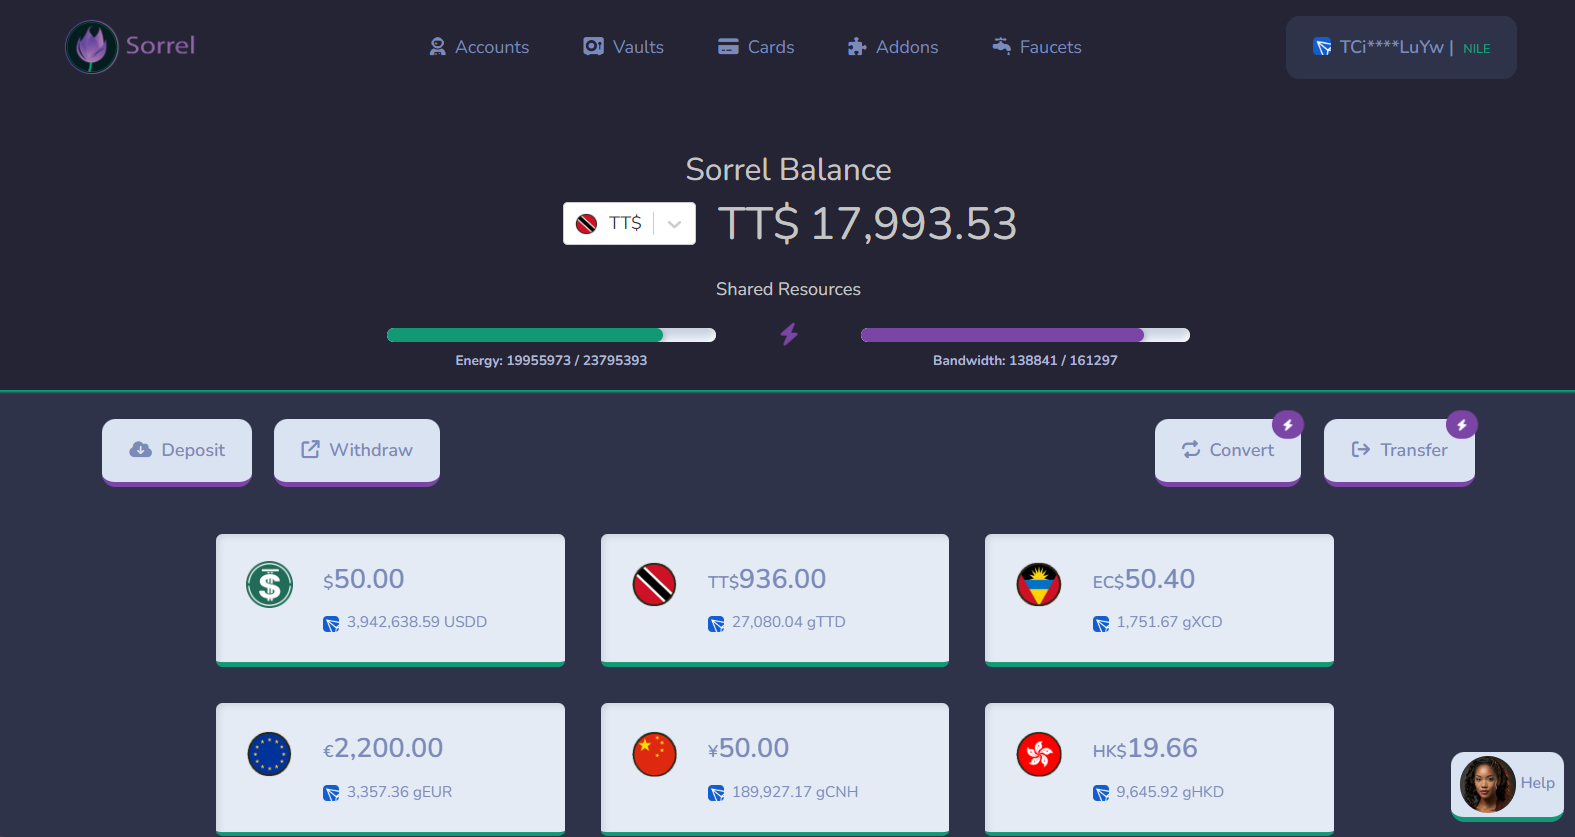 Sorrel
Accounts
Vaults
Cards
Addons
Faucets
TCi****LuYw | NILE
Sorrel Balance
TT$
TT$ 17,993.53
Shared Resources
Energy: 19955973 / 23795393
Bandwidth: 138841 / 161297
Deposit
Withdraw
Convert
Transfer
$50.00
3,942,638.59 USDD
TT$936.00
27,080.04 gTTD
EC$50.40
1,751.67 gXCD
€2,200.00
3,357.36 gEUR
¥50.00
189,927.17 gCNH
HK$19.66
9,645.92 gHKD
Help